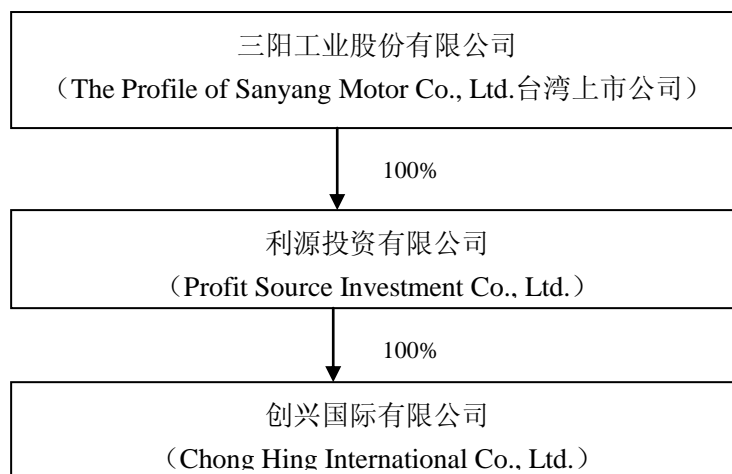 三阳工业股份有限公司
（The Profile of Sanyang Motor Co., Ltd.台湾上市公司）
100%
利源投资有限公司
（Profit Source Investment Co., Ltd.）
100%
创兴国际有限公司
（Chong Hing International Co., Ltd.）